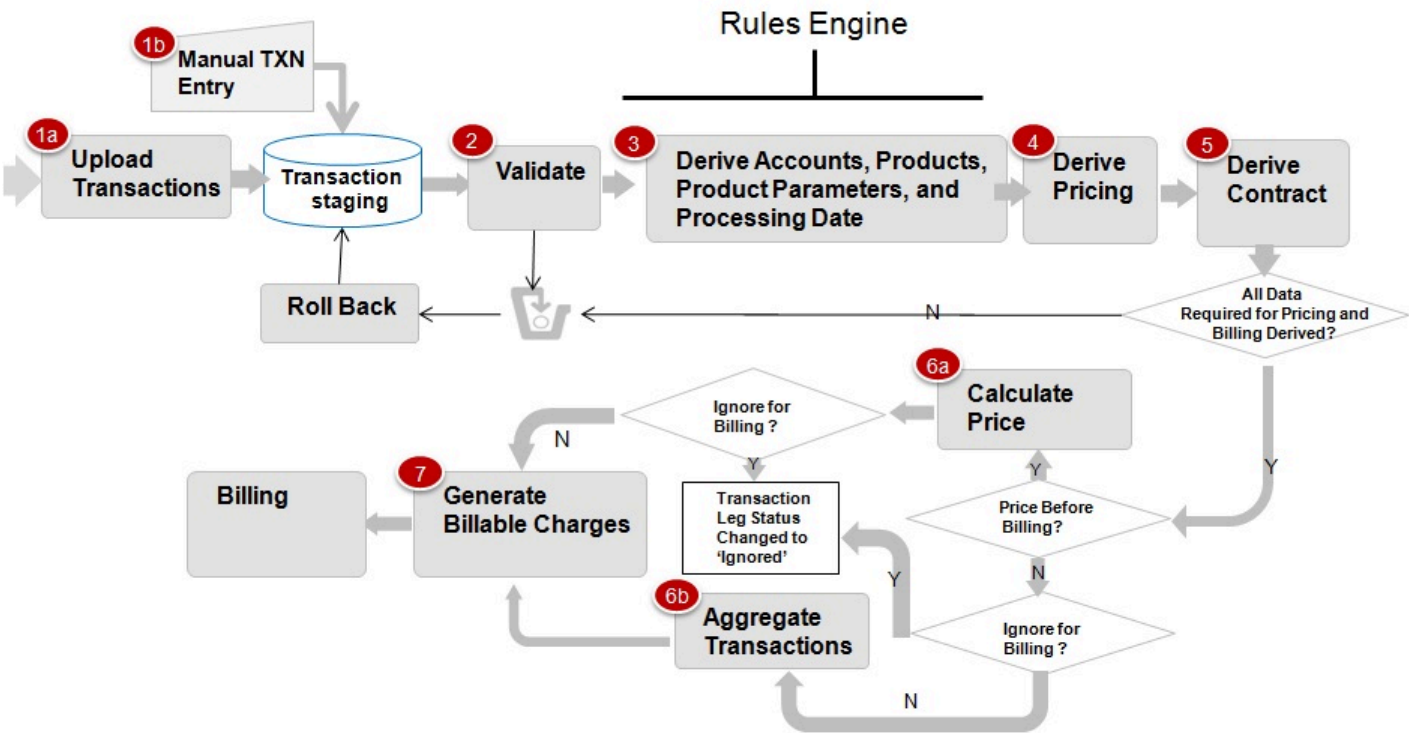 Rules Engine
1b
Manual TXN
Entry
1a
Upload
Transactions
Transaction
staging
2
Validate
3
Derive Accounts, Products,
Product Parameters, and
Processing Date
4
Derive
Pricing
5
Derive
Contract
Roll Back
N
All Data
Required for Pricing and
Billing Derived?
Y
6a
Calculate
Price
Ignore for
Billing ?
N
Y
Y
Price Before
Billing?
N
Transaction
Leg Status
Changed to
‘Ignored’
Y
Billing
7
Generate
Billable Charges
6b
Aggregate
Transactions
Ignore for
Billing ?
N